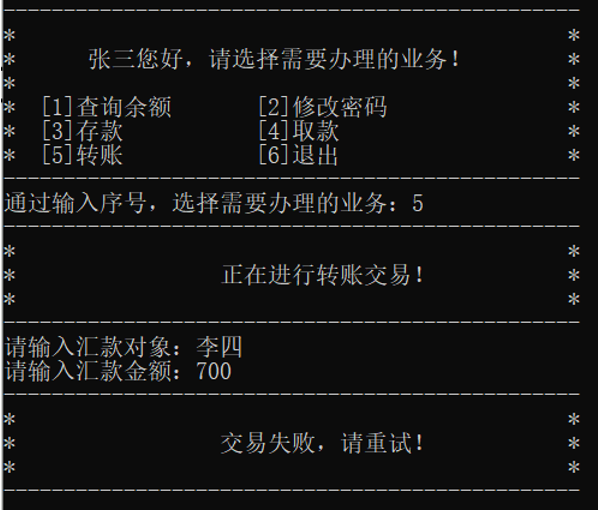 ------------------------------------------------
*                                              *
*      张三您好，请选择需要办理的业务！        *
*                                              *
*  [1]查询余额       [2]修改密码               *
*  [3]存款           [4]取款                   *
*  [5]转账           [6]退出                   *
------------------------------------------------
通过输入序号，选择需要办理的业务：5
------------------------------------------------
*                                              *
*                 正在进行转账交易！           *
*                                              *
------------------------------------------------
请输入汇款对象：李四
请输入汇款金额：700
------------------------------------------------
*                                              *
*                 交易失败，请重试！           *
*                                              *
------------------------------------------------